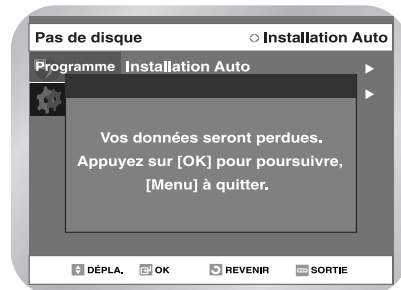 Pas de disque Installation Auto
Programme Installation Auto
Vos données seront perdues.
Appuyez sur [OK] pour poursuivre,
[Menu] à quitter.
DÉPLA. OK REVENIR SORTIE